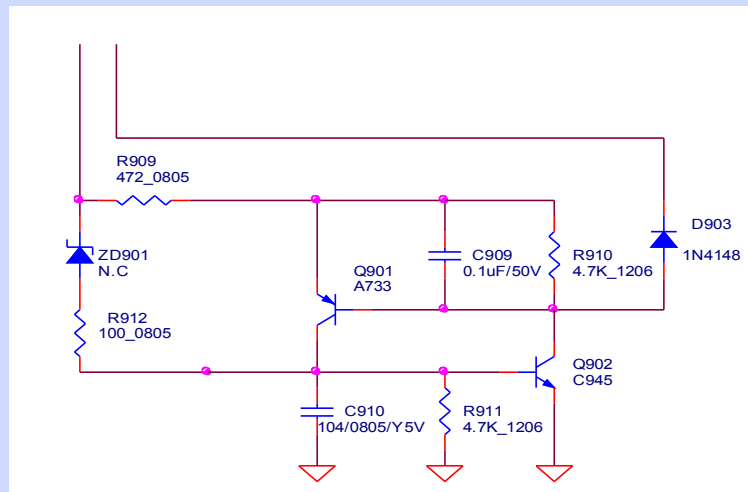 R909
472_0805
D903
1N4148
ZD901
N.C
C909
0.1uF/50V
R910
4.7K_1206
Q901
A733
R912
100_0805
Q902
C945
C910
104/0805/Y5V
R911
4.7K_1206